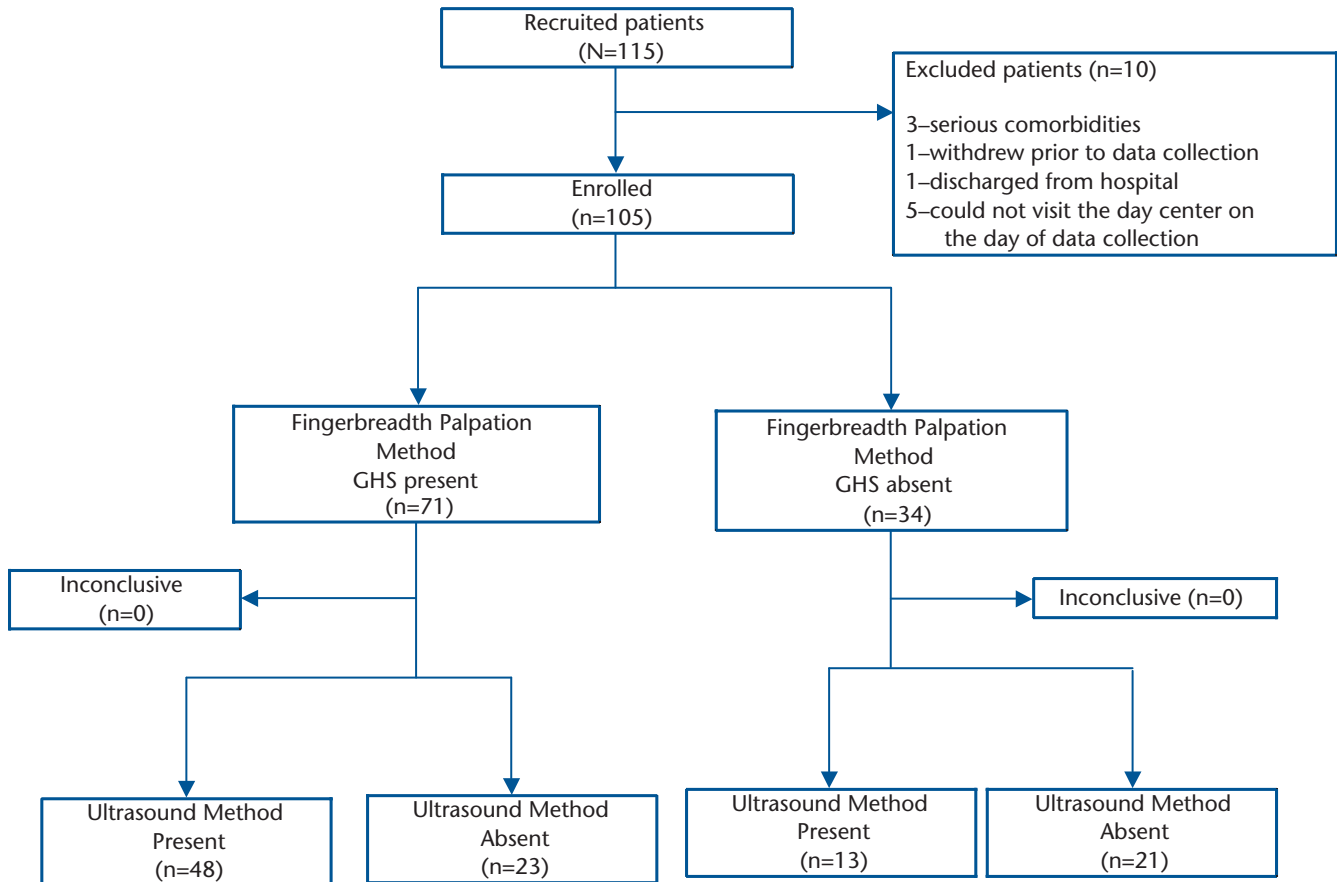 Recruited patients
(N=115)
Excluded patients (n=10)
3–serious comorbidities
1–withdrew prior to data collection
1–discharged from hospital
5–could not visit the day center on
the day of data collection
Enrolled
(n=105)
Fingerbreadth Palpation
Method
GHS present
(n=71)
Fingerbreadth Palpation
Method
GHS absent
(n=34)
Inconclusive
(n=0)
Inconclusive (n=0)
Ultrasound Method
Present
(n=48)
Ultrasound Method
Absent
(n=23)
Ultrasound Method
Present
(n=13)
Ultrasound Method
Absent
(n=21)